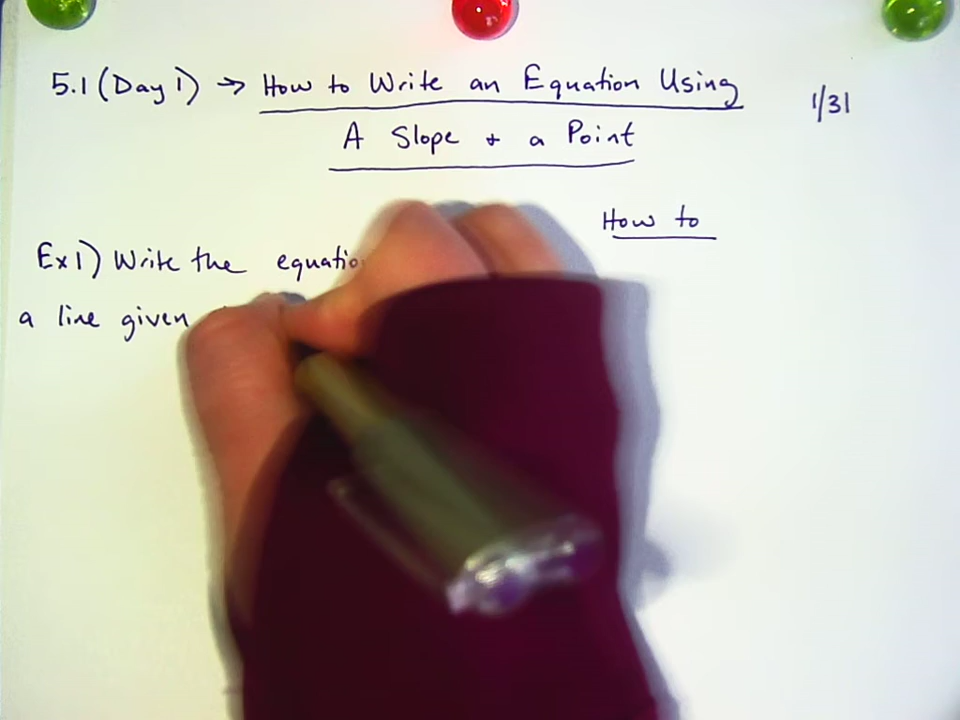 5.1 (Day 1) → How to Write an Equation Using
A Slope + a Point
1/31
How to
Ex1) Write the equatio
a line given